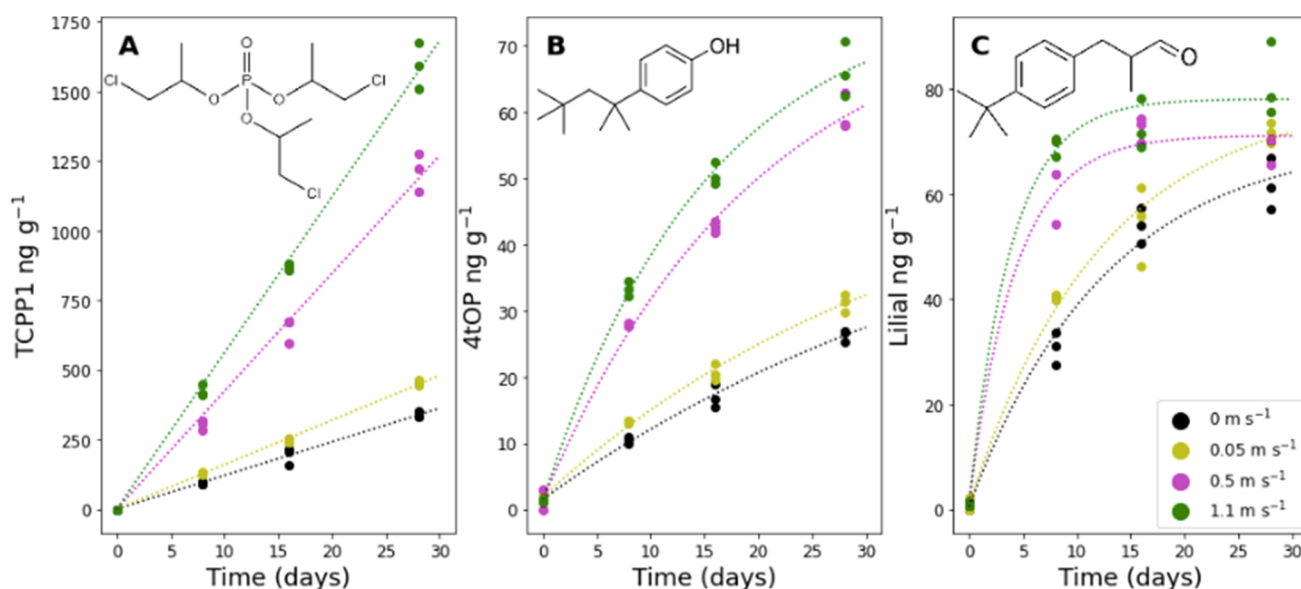 A
O
Cl
O
P
O
Cl
O
Cl
TCPP1 ng g⁻¹
1750
1500
1250
1000
750
500
250
0
0 5 10 15 20 25 30
Time (days)
B
OH
4tOP ng g⁻¹
70
60
50
40
30
20
10
0
0 5 10 15 20 25 30
Time (days)
C
O
Lilial ng g⁻¹
80
60
40
20
0
0 m s⁻¹
0.05 m s⁻¹
0.5 m s⁻¹
1.1 m s⁻¹
0 5 10 15 20 25 30
Time (days)